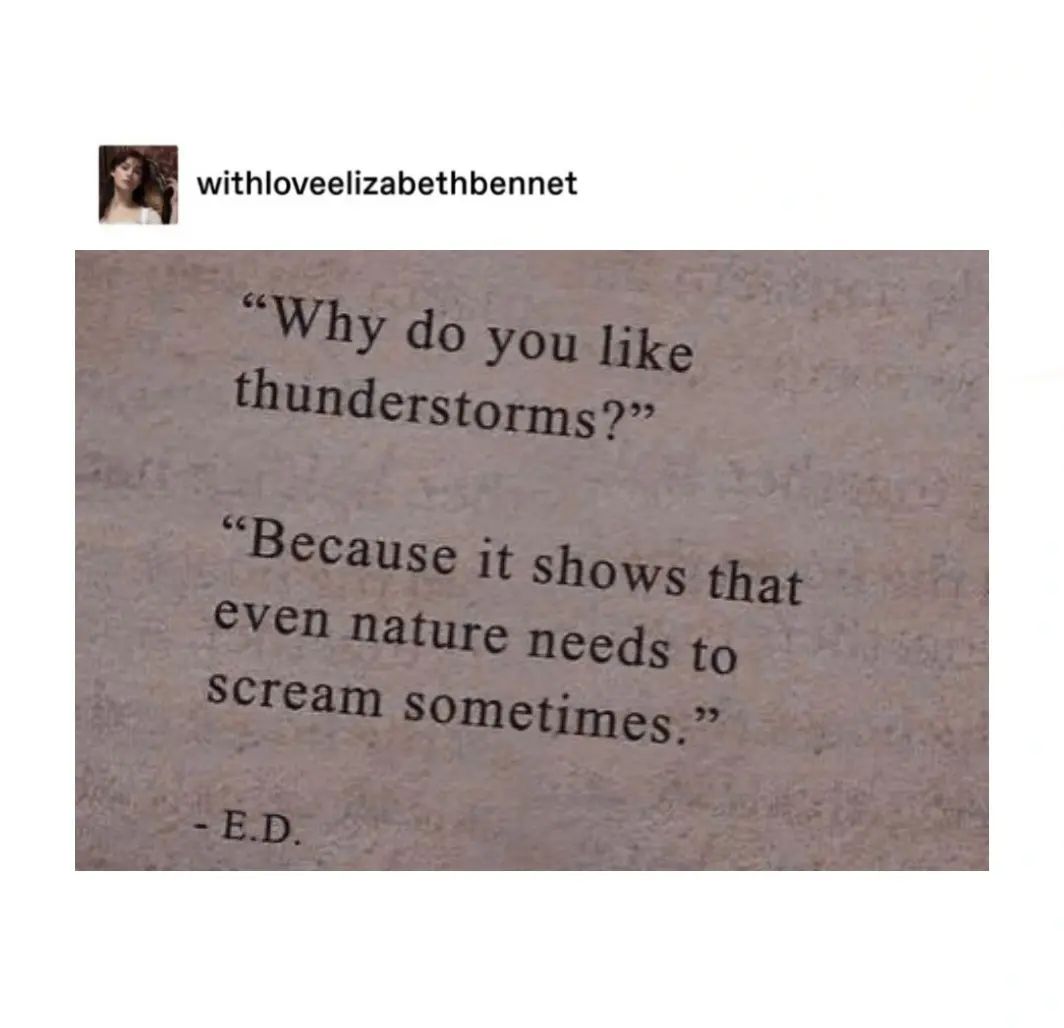 withloveelizabethbennet
“Why do you like
thunderstorms?”
“Because it shows that
even nature needs to
scream sometimes.”
- E.D.